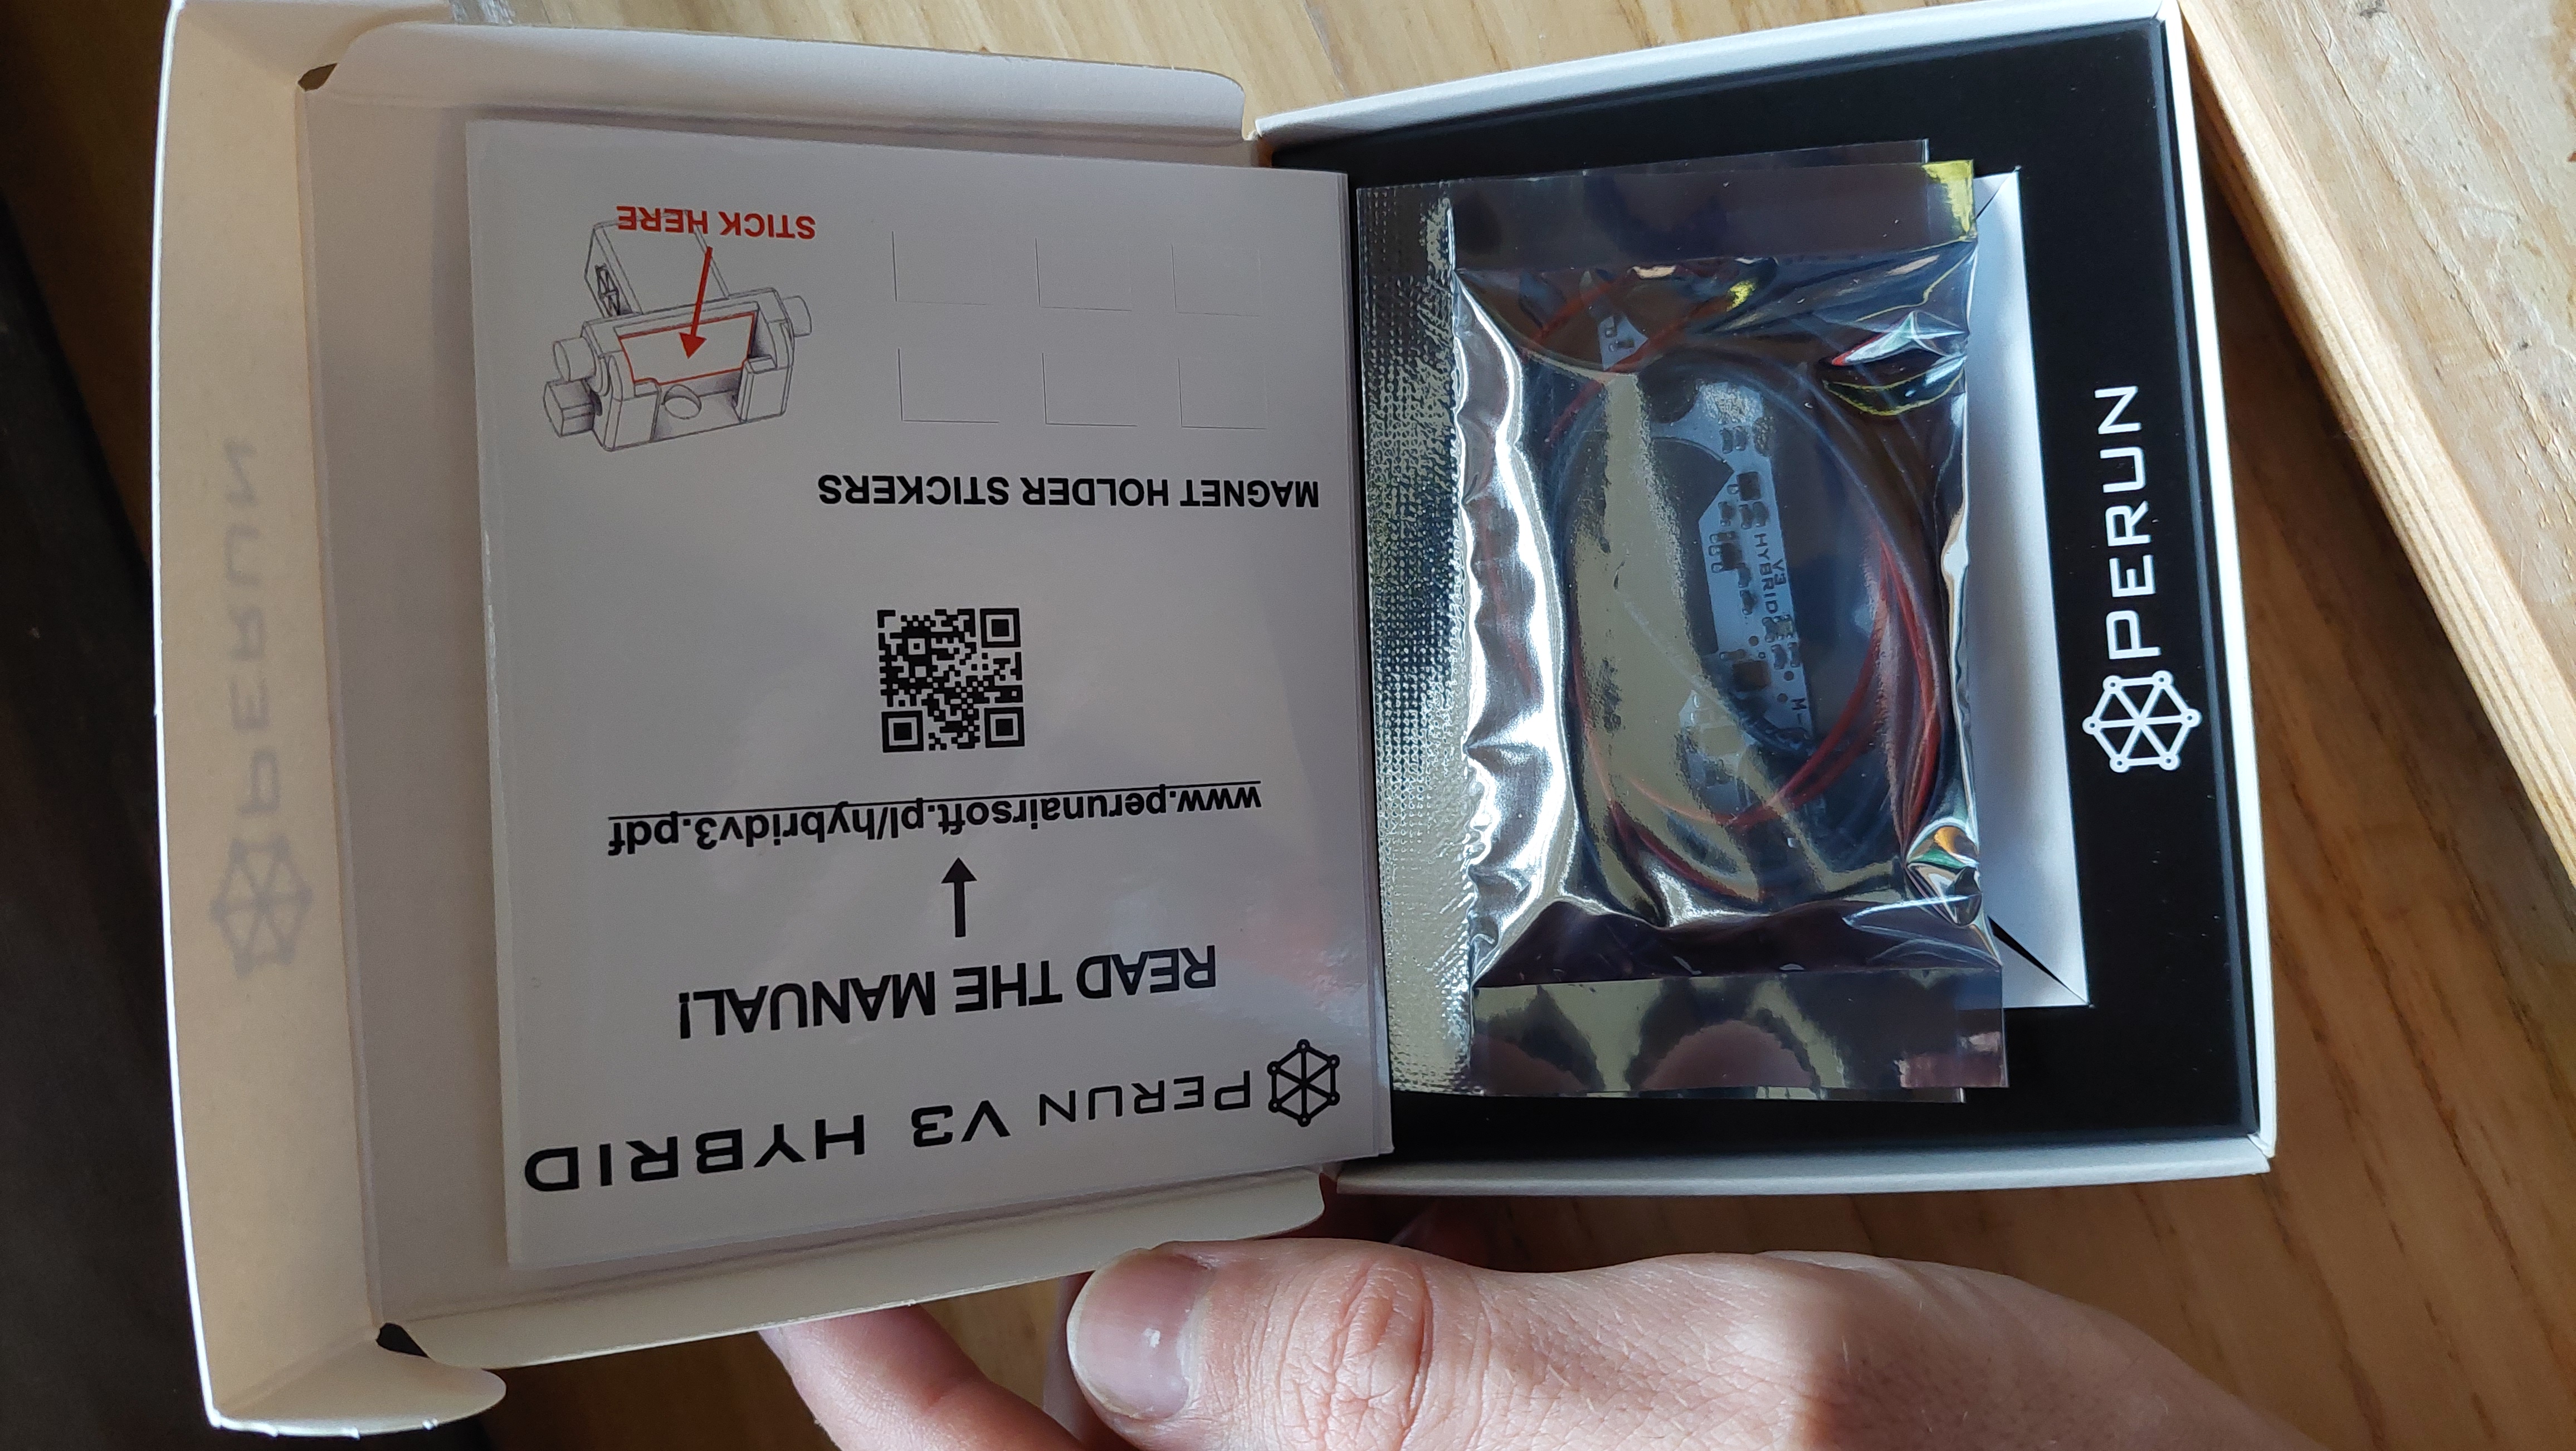 PERUN V3 HYBRID
READ THE MANUAL!
www.perunairsoft.pl/hybridv3.pdf
MAGNET HOLDER STICKERS
STICK HERE
PERUN
V3
HYBRID
M-
PERUN